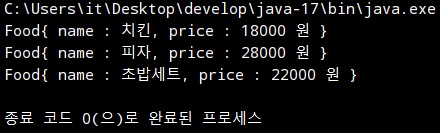 C:\Users\it\Desktop\develop\java-17\bin\java.exe
Food{ name : 치킨, price : 18000 원 }
Food{ name : 피자, price : 28000 원 }
Food{ name : 초밥세트, price : 22000 원 }
종료 코드 0(으)로 완료된 프로세스